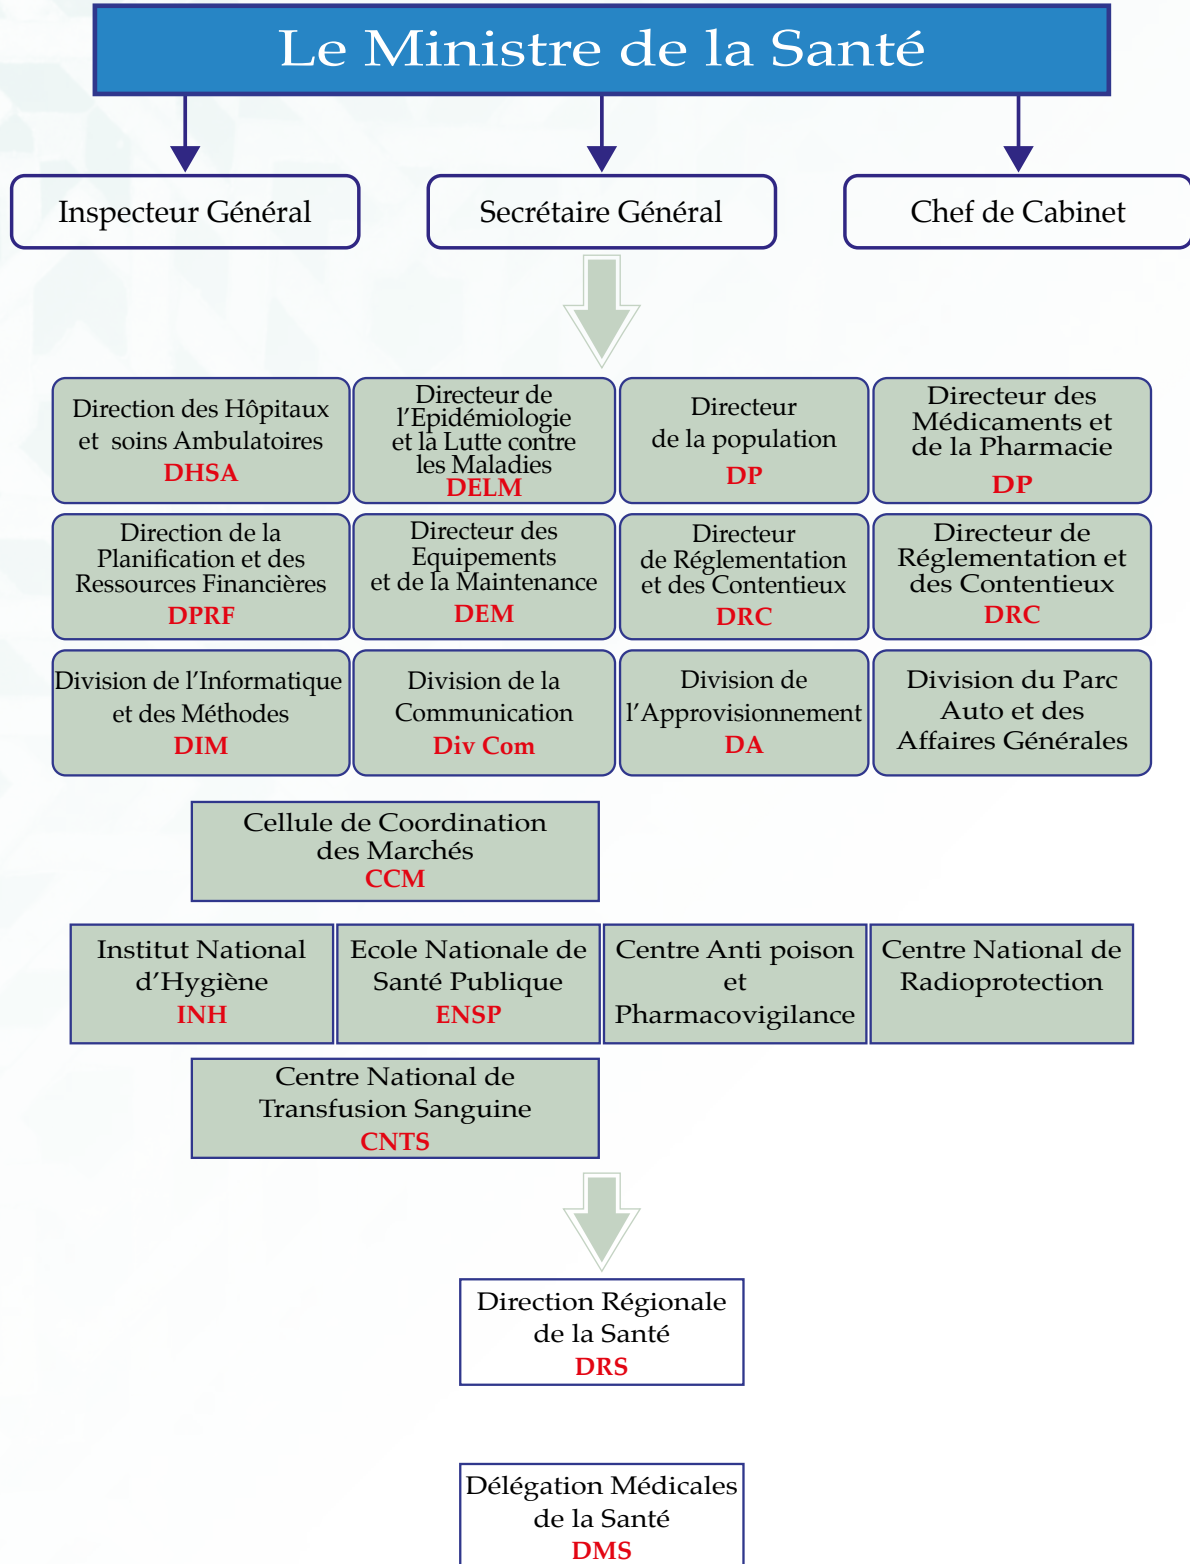 Le Ministre de la Santé
Inspecteur Général
Secrétaire Général
Chef de Cabinet
Direction des Hôpitaux
et soins Ambulatoires
DHSA
Directeur de
l'Epidémiologie
et la Lutte contre
les Maladies
DELM
Directeur
de la population
DP
Directeur des
Médicaments et
de la Pharmacie
DP
Direction de la
Planification et des
Ressources Financières
DPRF
Directeur des
Equipements
et de la Maintenance
DEM
Directeur
de Réglementation
et des Contentieux
DRC
Directeur de
Réglementation et
des Contentieux
DRC
Division de l'Informatique
et des Méthodes
DIM
Division de la
Communication
Div Com
Division de
l'Approvisionnement
DA
Division du Parc
Auto et des
Affaires Générales
Cellule de Coordination
des Marchés
CCM
Institut National
d'Hygiène
INH
Ecole Nationale de
Santé Publique
ENSP
Centre Anti poison
et
Pharmacovigilance
Centre National de
Radioprotection
Centre National de
Transfusion Sanguine
CNTS
Direction Régionale
de la Santé
DRS
Délégation Médicales
de la Santé
DMS